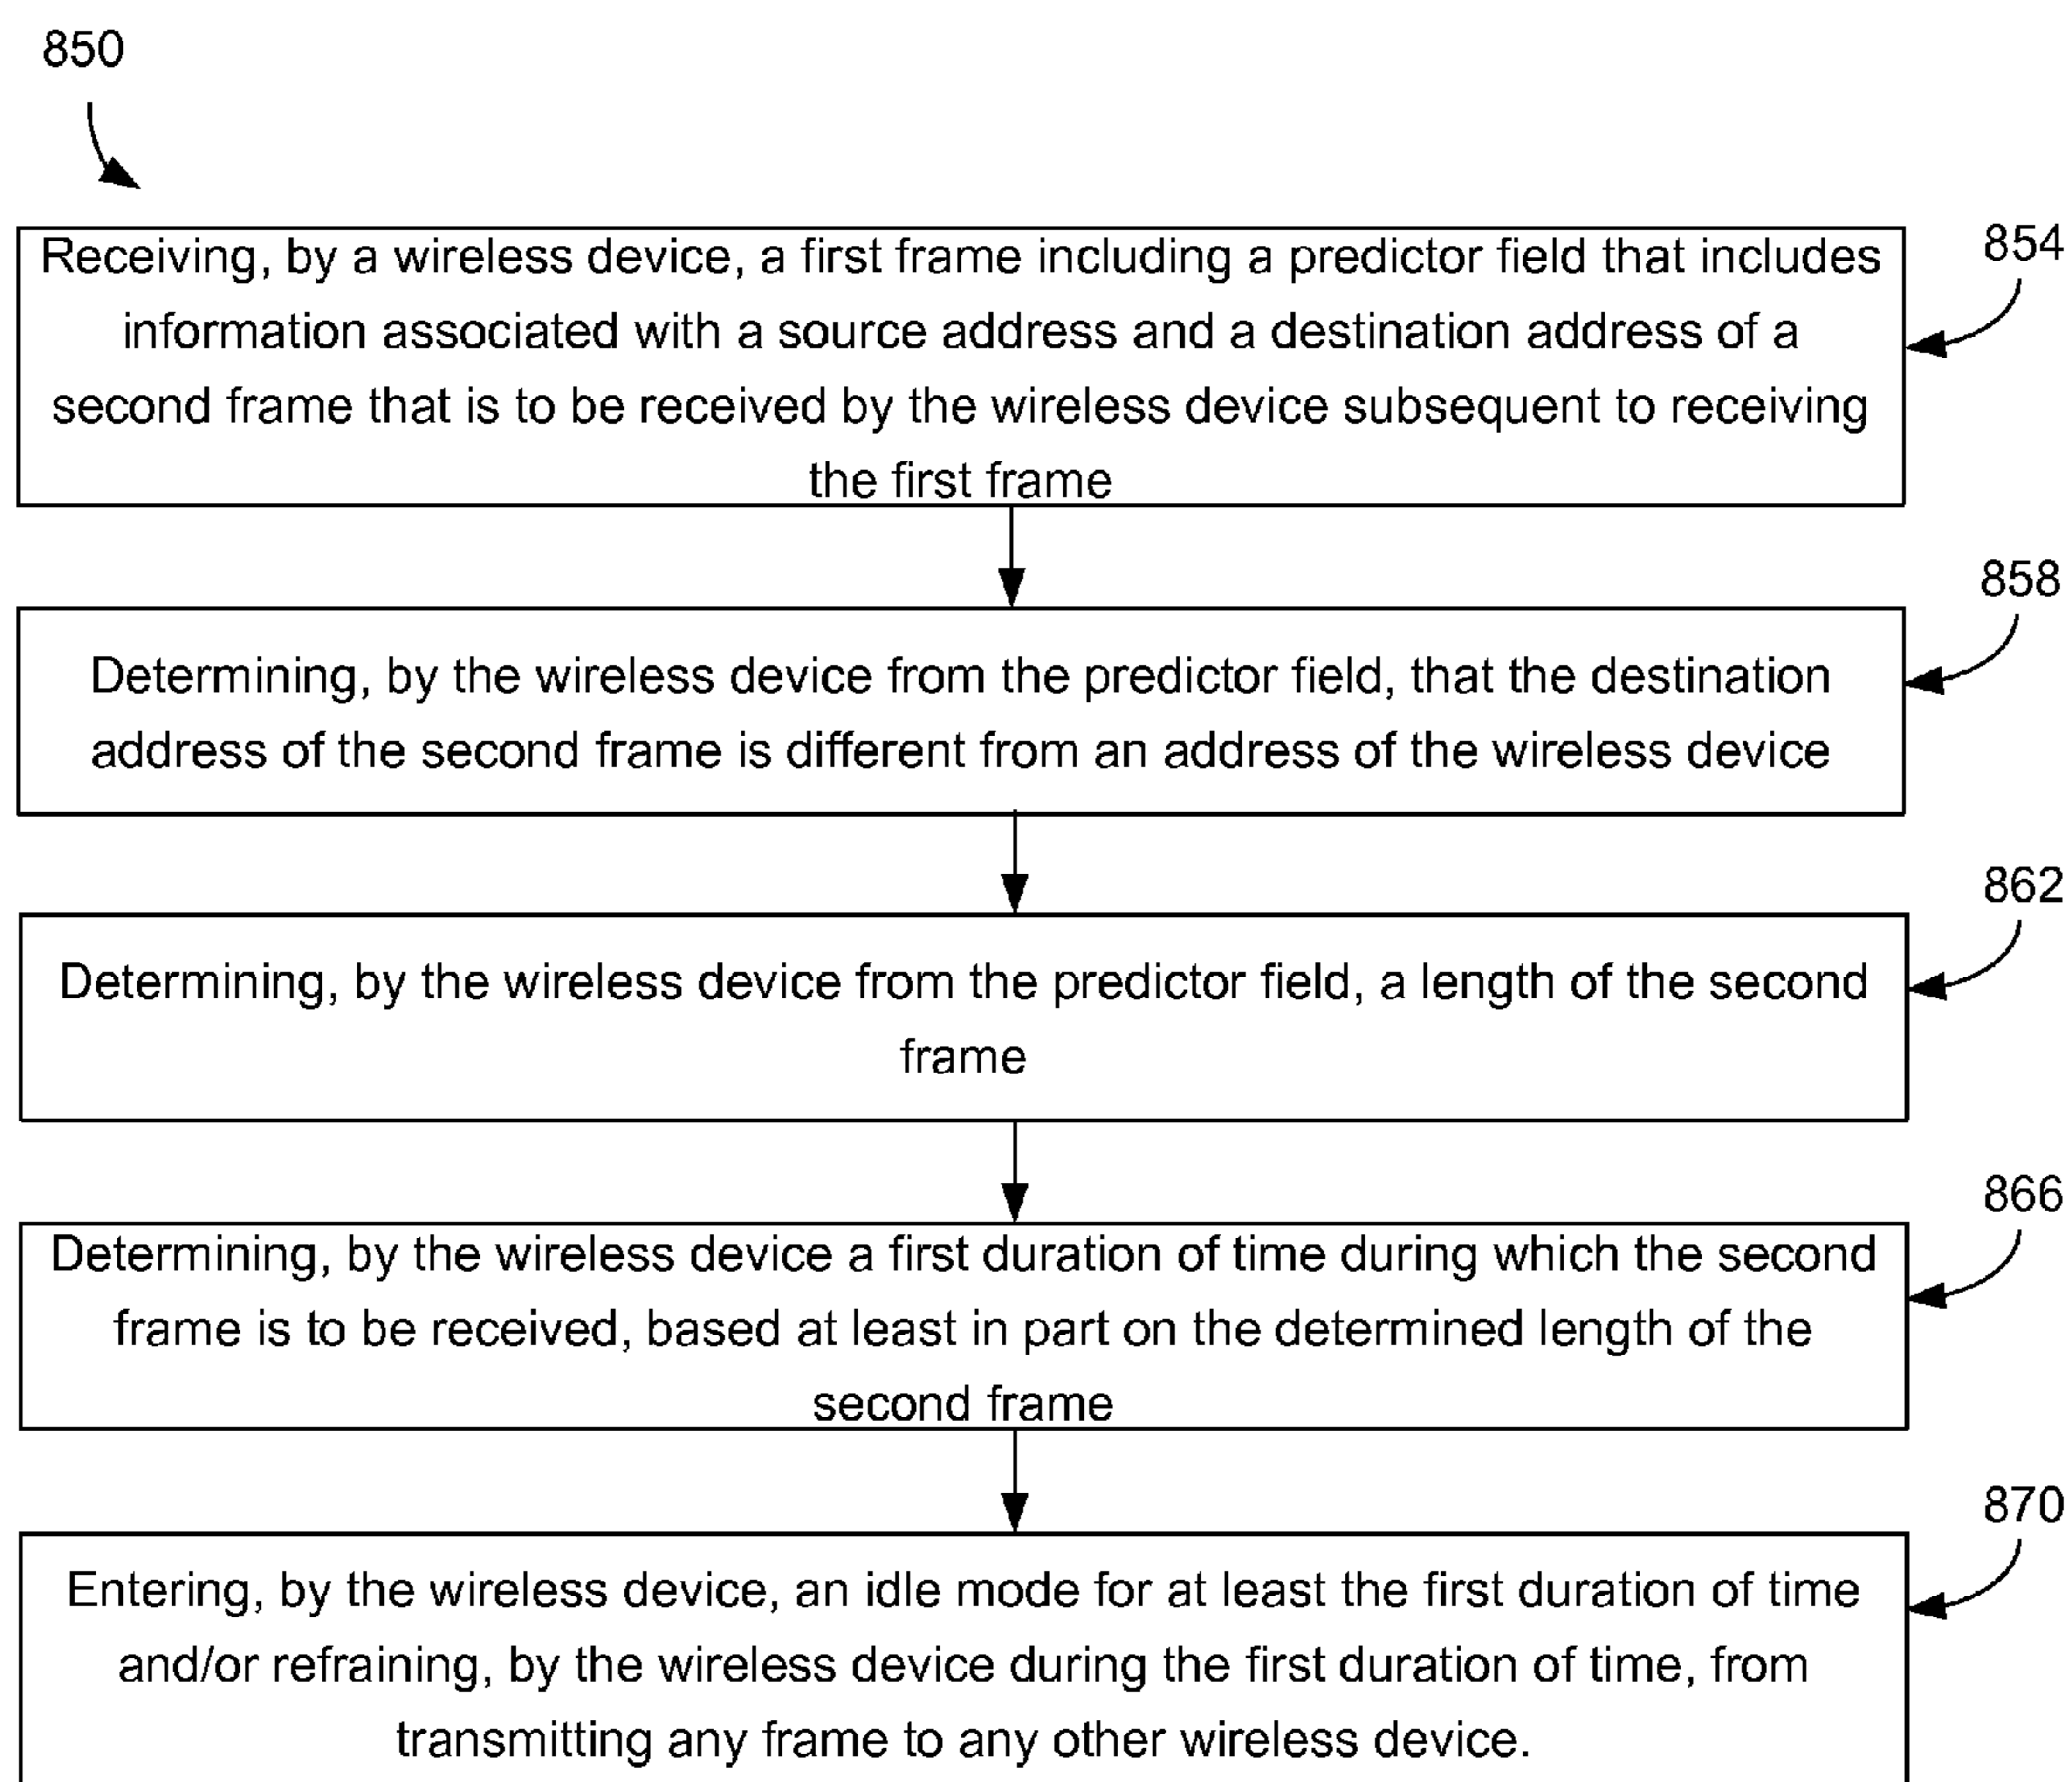 850
Receiving, by a wireless device, a first frame including a predictor field that includes
information associated with a source address and a destination address of a
second frame that is to be received by the wireless device subsequent to receiving
the first frame
854
Determining, by the wireless device from the predictor field, that the destination
address of the second frame is different from an address of the wireless device
858
Determining, by the wireless device from the predictor field, a length of the second
frame
862
Determining, by the wireless device a first duration of time during which the second
frame is to be received, based at least in part on the determined length of the
second frame
866
Entering, by the wireless device, an idle mode for at least the first duration of time
and/or refraining, by the wireless device during the first duration of time, from
transmitting any frame to any other wireless device.
870